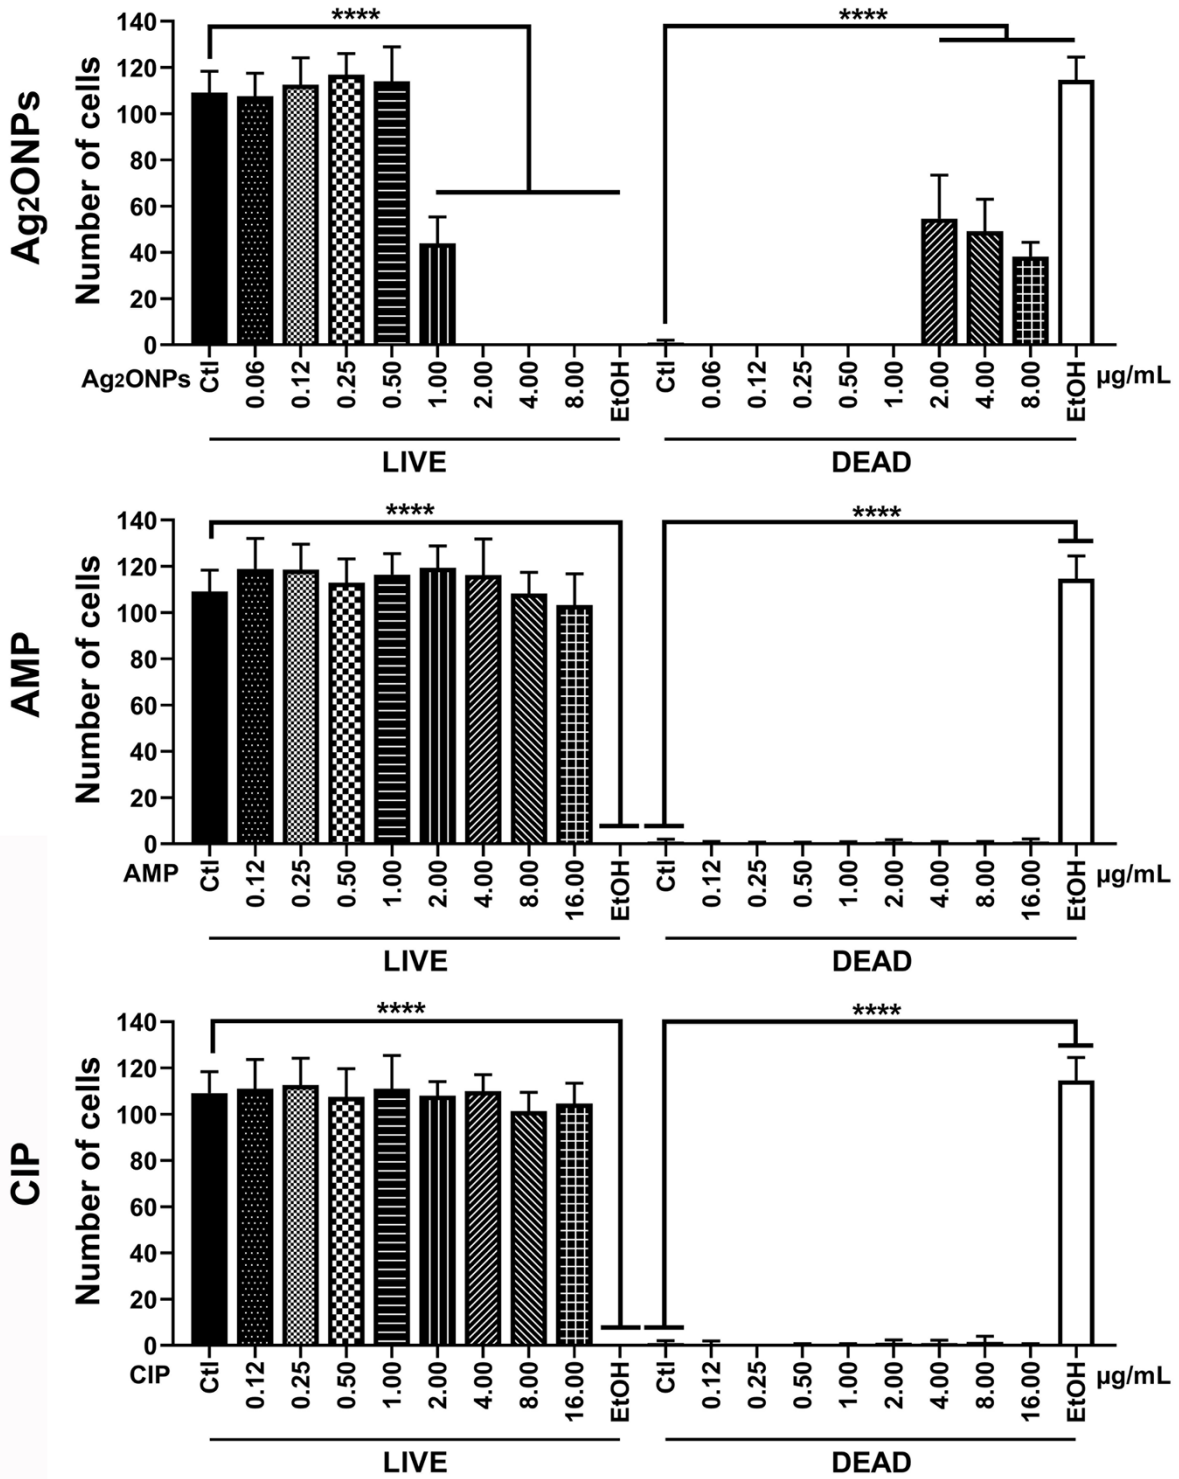 Ag2ONPs
Number of cells
140
120
100
80
60
40
20
0
**** ****
Ag2ONPs Ctl 0.06 0.12 0.25 0.50 1.00 2.00 4.00 8.00 EtOH Ctl 0.06 0.12 0.25 0.50 1.00 2.00 4.00 8.00 EtOH µg/mL
LIVE DEAD
AMP
Number of cells
140
120
100
80
60
40
20
0
**** ****
AMP Ctl 0.12 0.25 0.50 1.00 2.00 4.00 8.00 16.00 EtOH Ctl 0.12 0.25 0.50 1.00 2.00 4.00 8.00 16.00 EtOH µg/mL
LIVE DEAD
CIP
Number of cells
140
120
100
80
60
40
20
0
**** ****
CIP Ctl 0.12 0.25 0.50 1.00 2.00 4.00 8.00 16.00 EtOH Ctl 0.12 0.25 0.50 1.00 2.00 4.00 8.00 16.00 EtOH µg/mL
LIVE DEAD